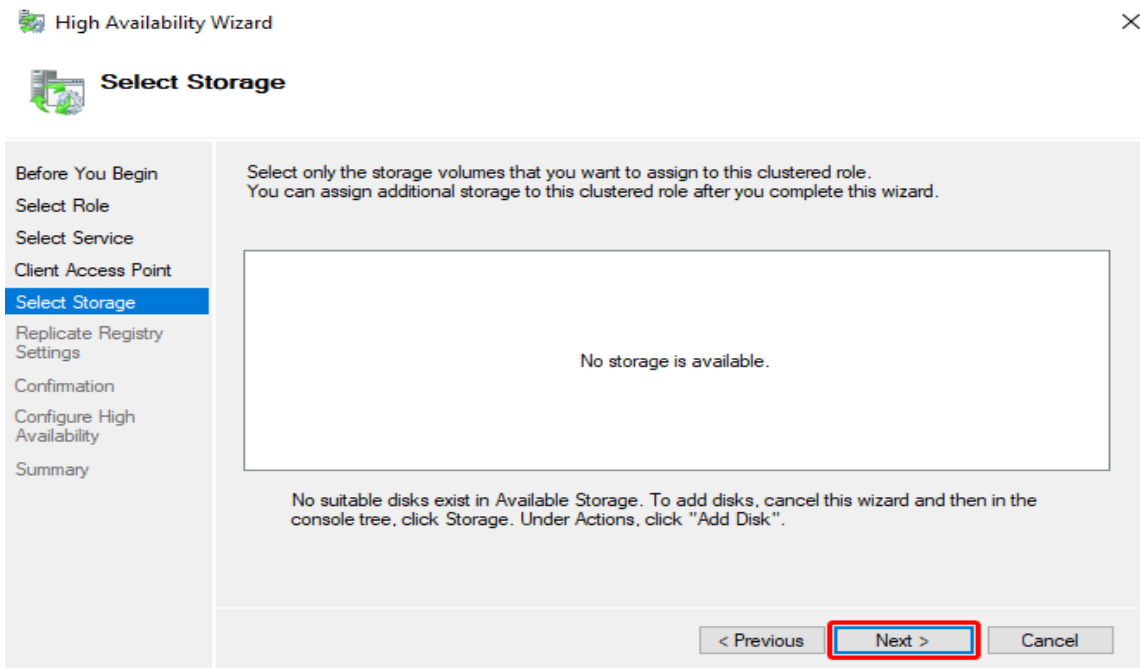 High Availability Wizard
Select Storage
Before You Begin
Select Role
Select Service
Client Access Point
Select Storage
Replicate Registry
Settings
Confirmation
Configure High
Availability
Summary
Select only the storage volumes that you want to assign to this clustered role.
You can assign additional storage to this clustered role after you complete this wizard.
No storage is available.
No suitable disks exist in Available Storage. To add disks, cancel this wizard and then in the
console tree, click Storage. Under Actions, click "Add Disk".
< Previous
Next >
Cancel